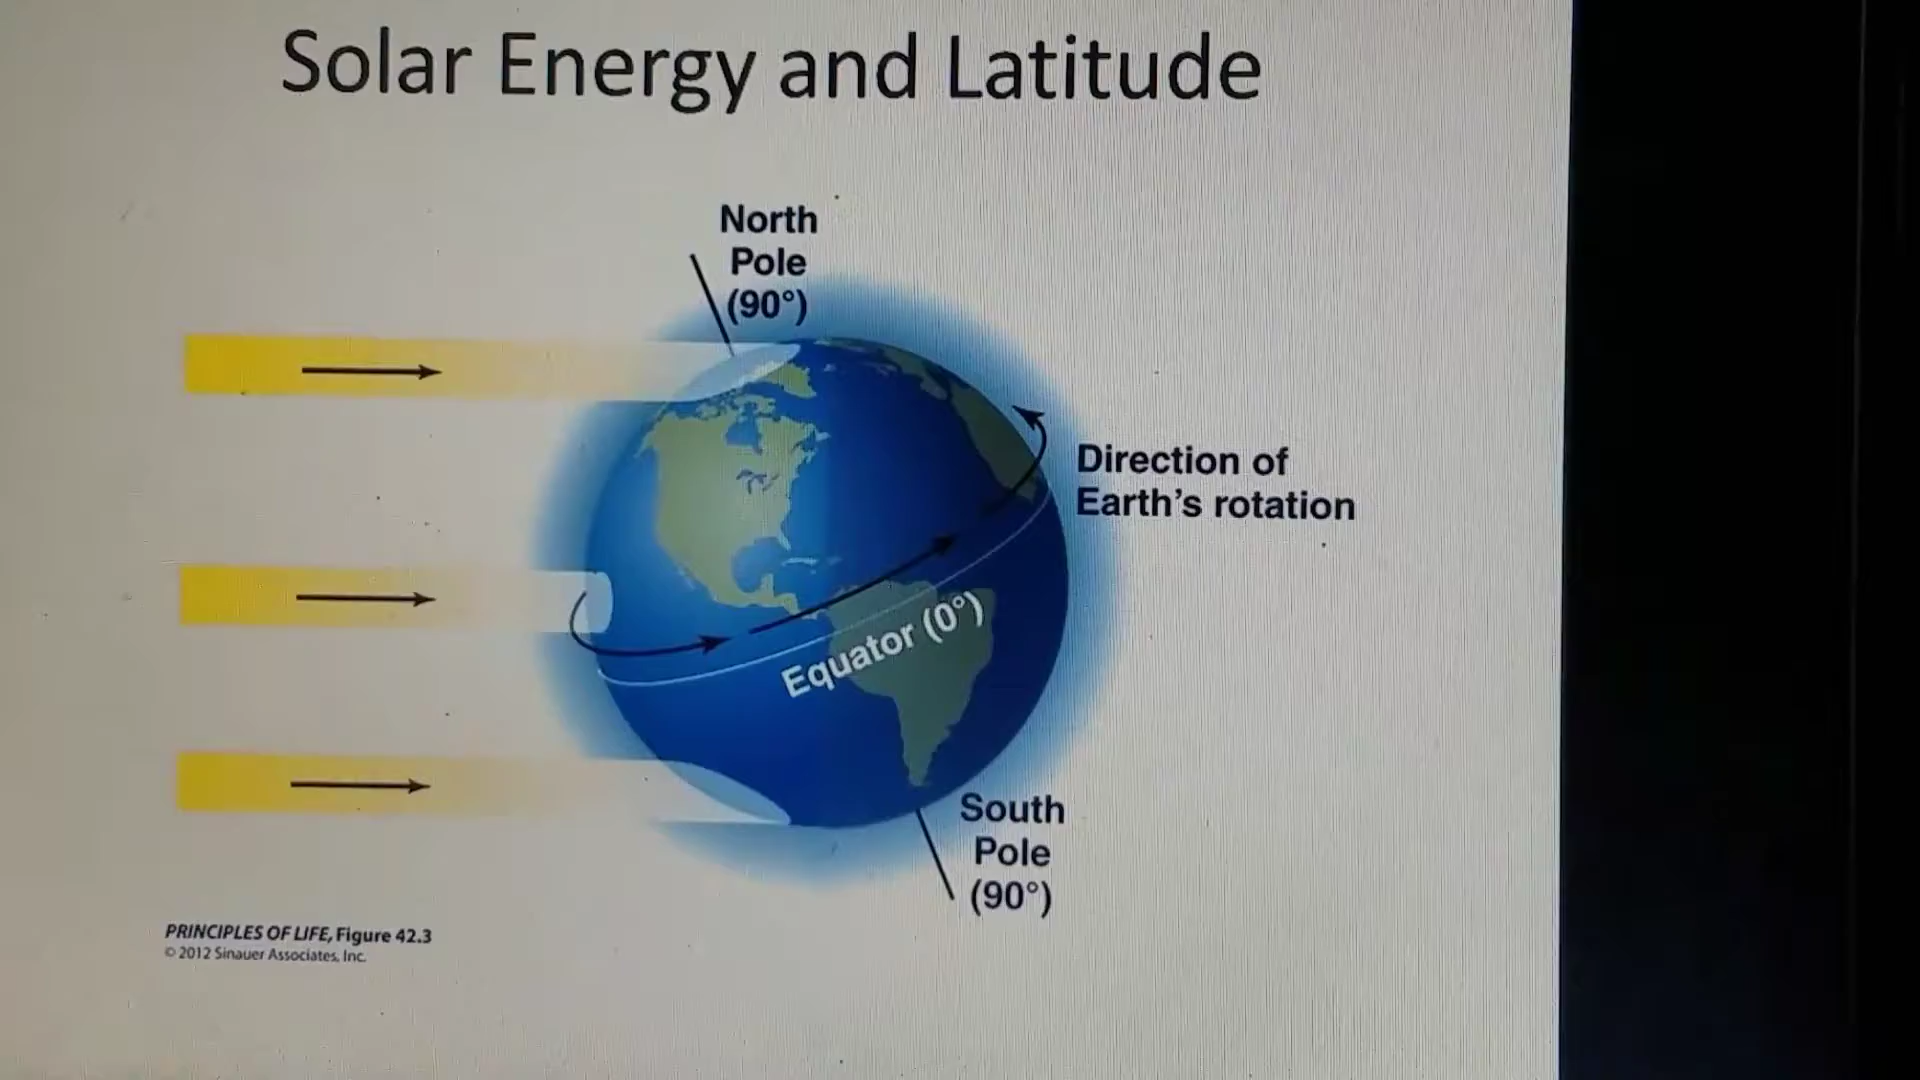 Solar Energy and Latitude
North
Pole
(90°)
Direction of
Earth's rotation
Equator (0°)
South
Pole
(90°)
PRINCIPLES OF LIFE, Figure 42.3
© 2012 Sinauer Associates, Inc.